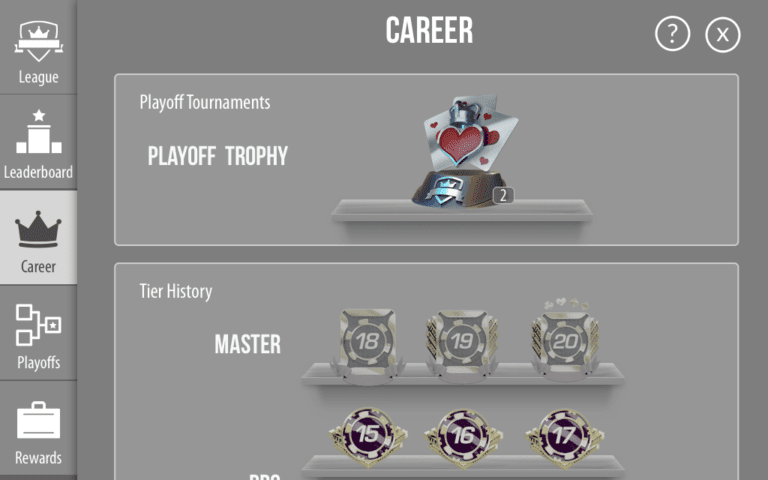 CAREER
?
X
League
Leaderboard
Career
Playoffs
Rewards
Playoff Tournaments
PLAYOFF TROPHY
2
Tier History
MASTER
18
19
20
15
16
17
PRO